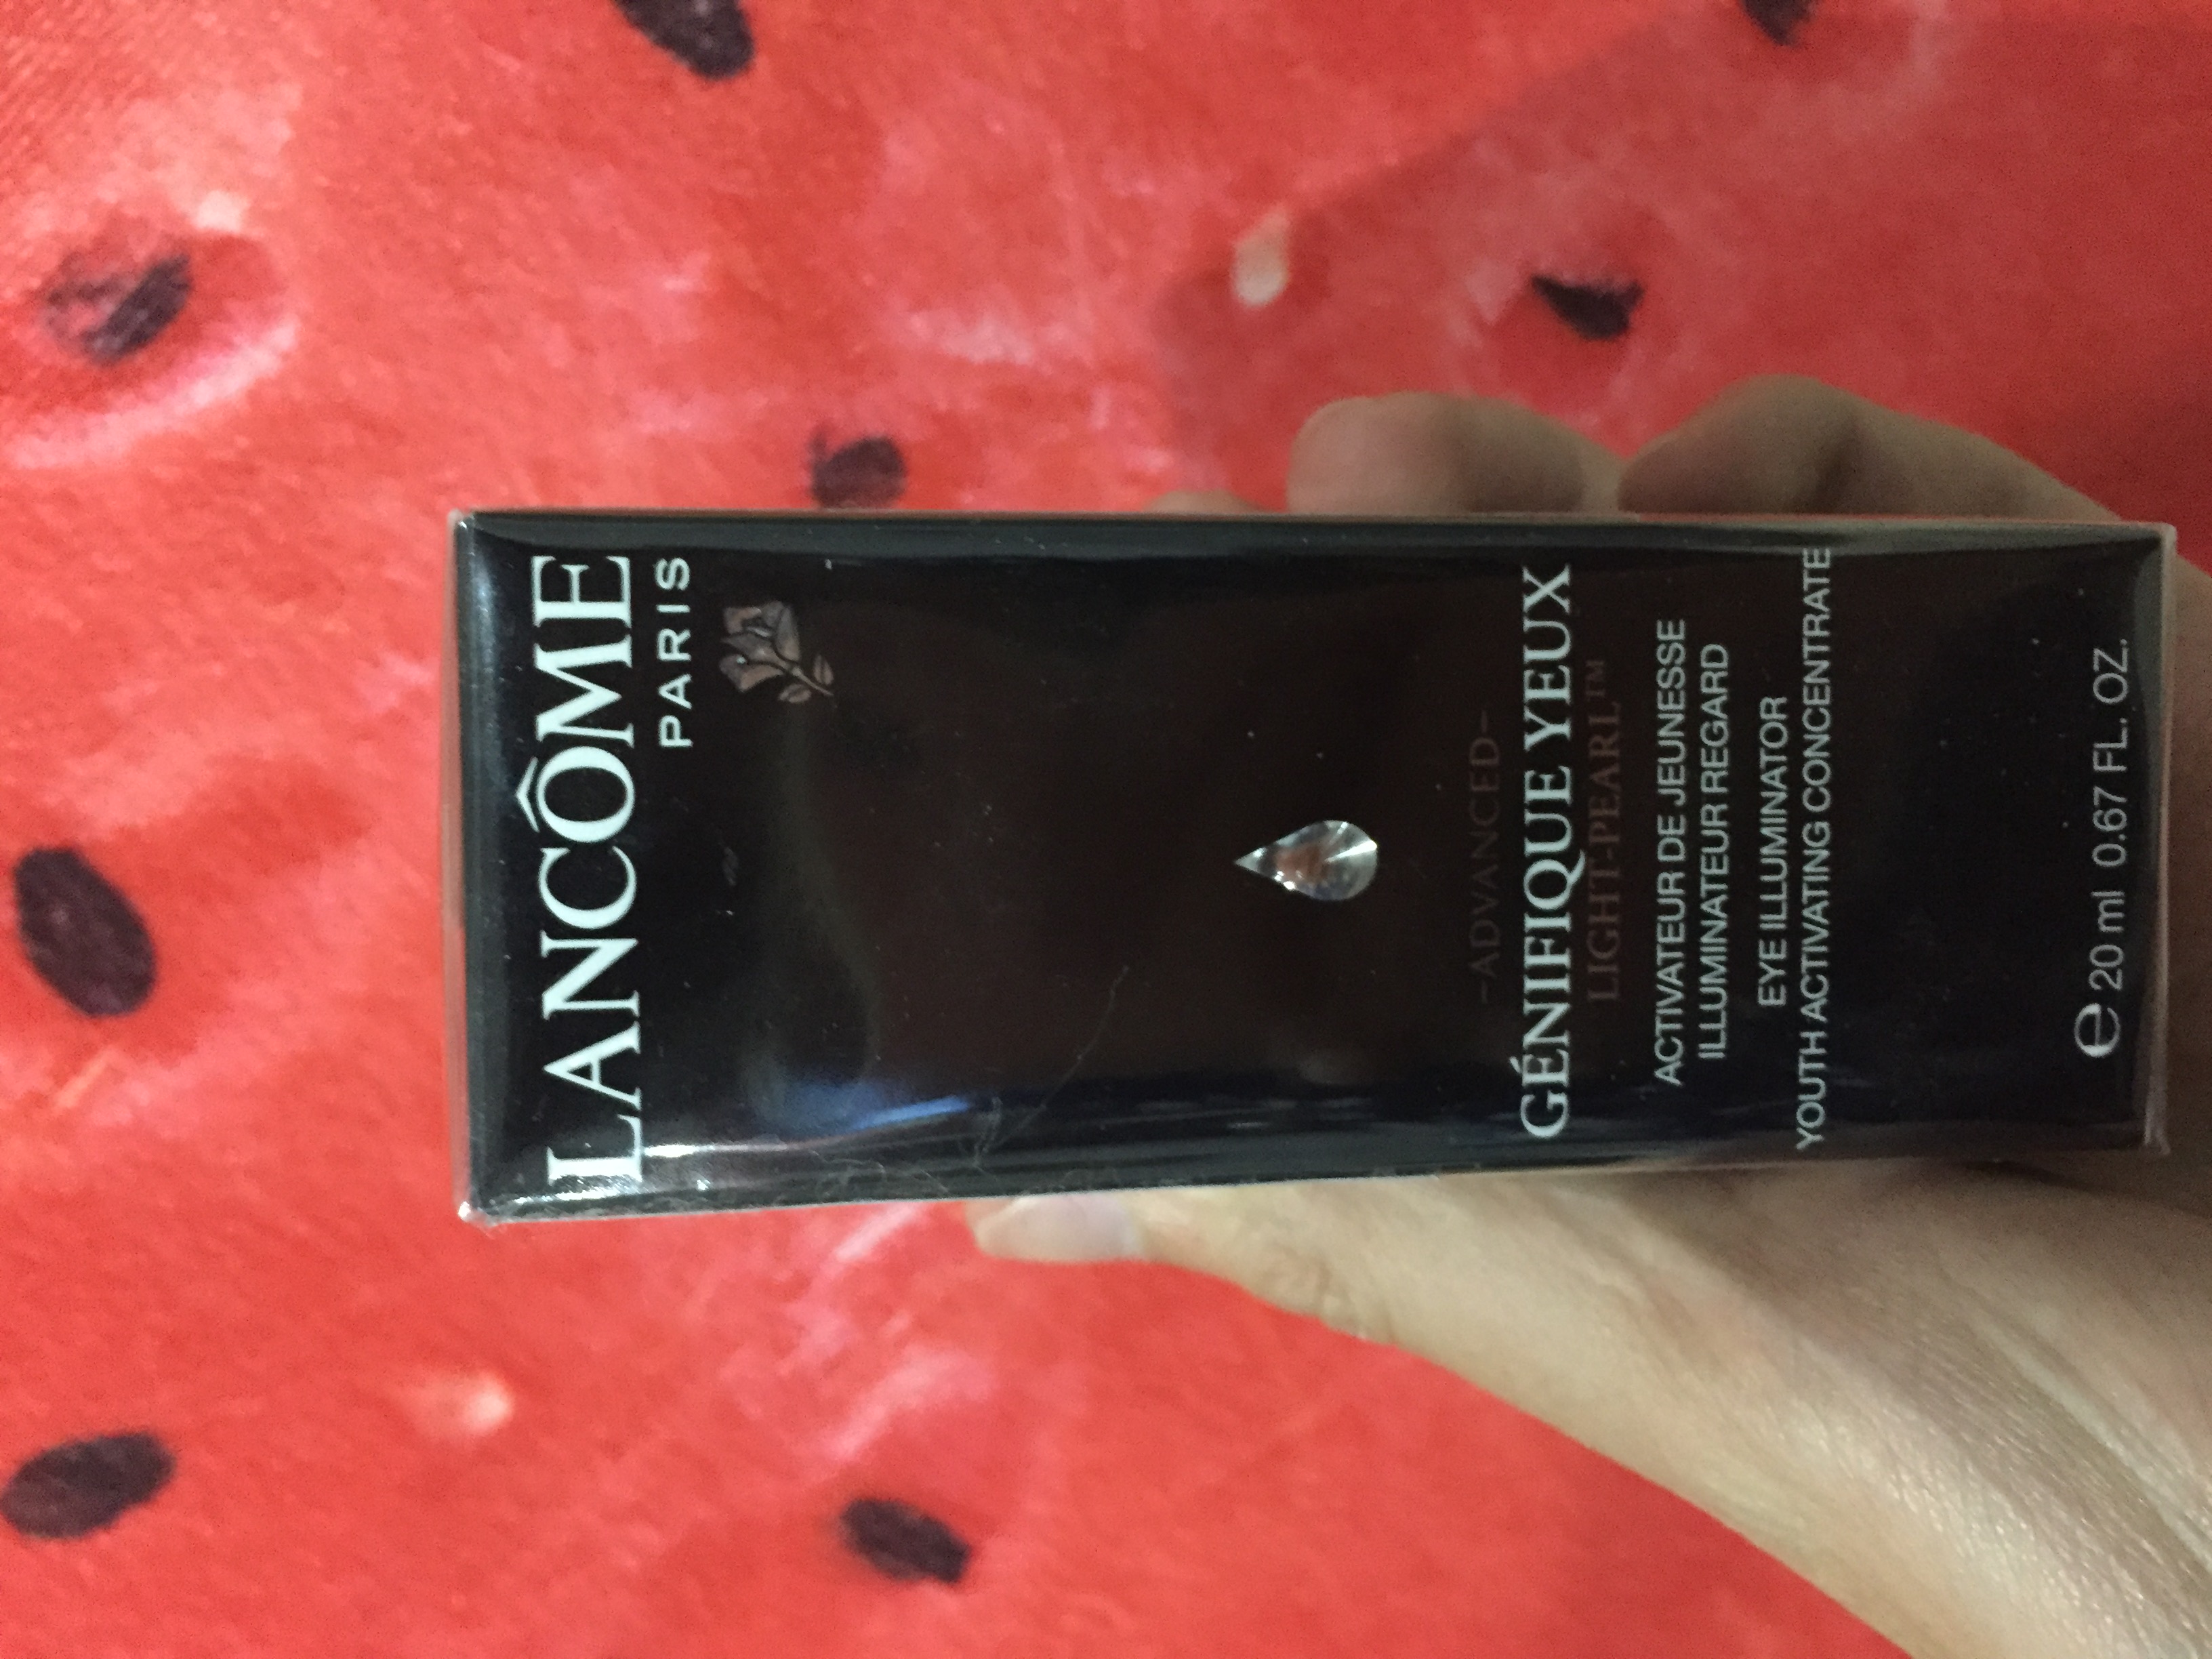 LANCÔME
PARIS
-ADVANCED-
GÉNIFIQUE YEUX
LIGHT-PEARL™
ACTIVATEUR DE JEUNESSE
ILLUMINATEUR REGARD
EYE ILLUMINATOR
YOUTH ACTIVATING CONCENTRATE
℮ 20 ml 0.67 FL. OZ.